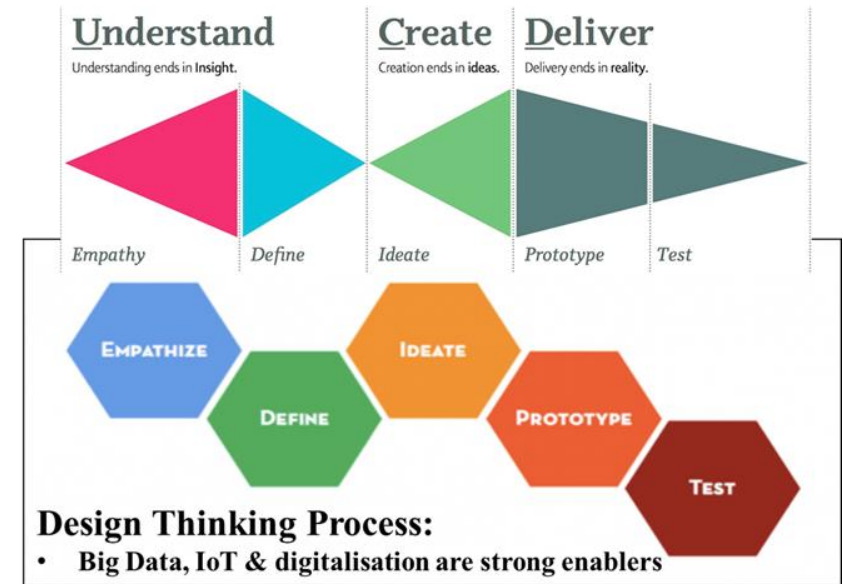 Understand
Create
Deliver
Understanding ends in Insight.
Creation ends in ideas.
Delivery ends in reality.
Empathy
Define
Ideate
Prototype
Test
EMPATHIZE
IDEATE
DEFINE
PROTOTYPE
TEST
Design Thinking Process:
• Big Data, IoT & digitalisation are strong enablers